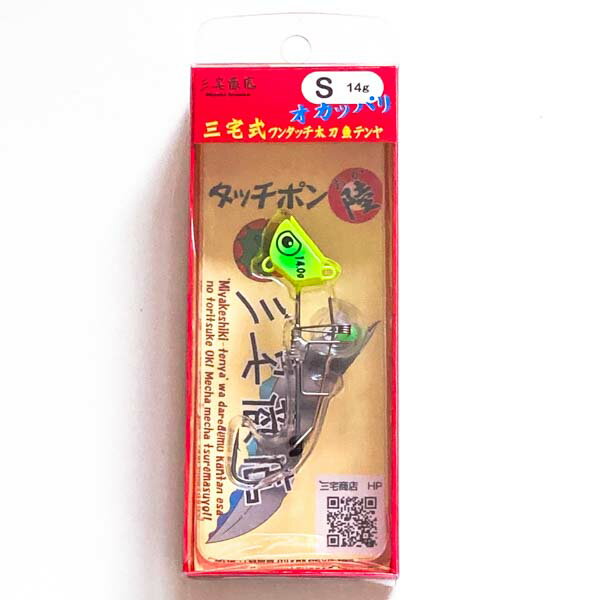 三宅商店
S 14g
オカッパリ
三宅式ワンタッチ太刀魚テンヤ
タッチポン
陸
14.0g
三宅商店
'Miyakeshiki-tenya' wa daredemo kantan esa
no toritsuke OK! Mecha mecha tsuremasuyo!!
三宅商店 HP